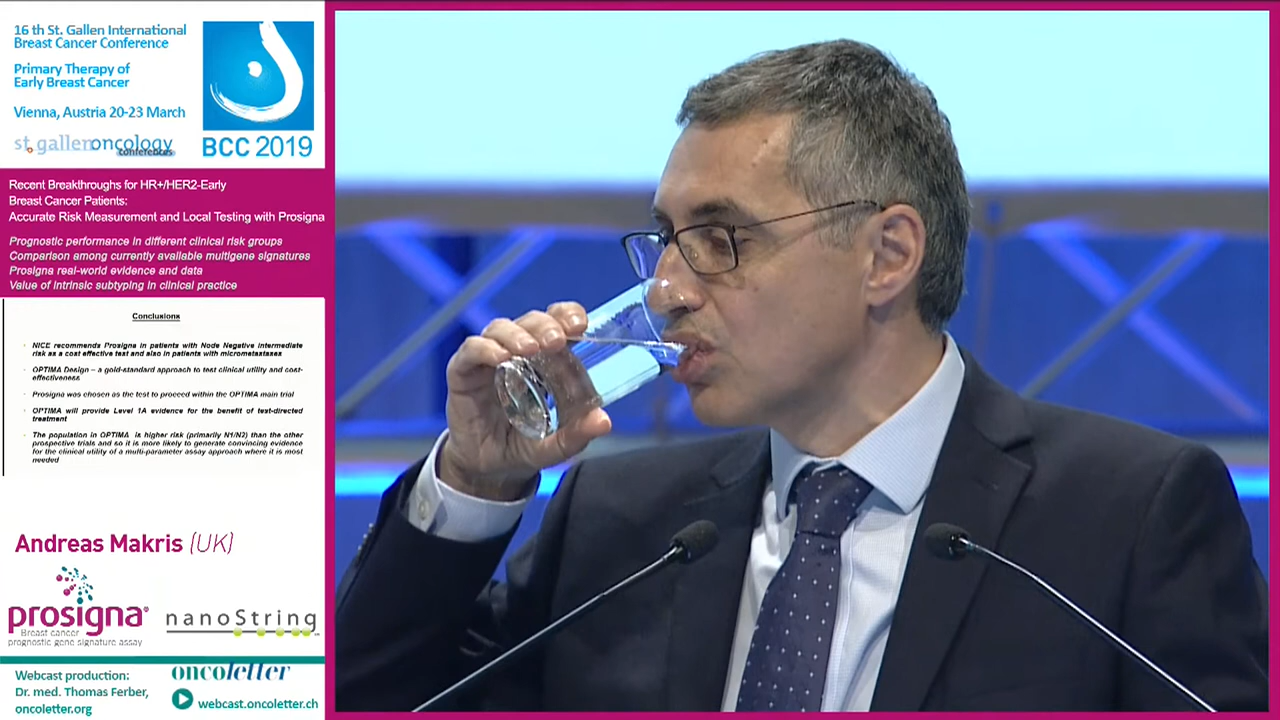 16 th St. Gallen International
Breast Cancer Conference
Primary Therapy of
Early Breast Cancer
Vienna, Austria 20-23 March
st.gallenoncology
conferences
BCC 2019
Recent Breakthroughs for HR+/HER2-Early
Breast Cancer Patients:
Accurate Risk Measurement and Local Testing with Prosigna
Prognostic performance in different clinical risk groups
Comparison among currently available multigene signatures
Prosigna real-world evidence and data
Value of intrinsic subtyping in clinical practice
Conclusions
NICE recommends Prosigna in patients with Node Negative intermediate
risk as a cost effective test and also in patients with micrometastases
OPTIMA Design – a gold-standard approach to test clinical utility and cost-
effectiveness
Prosigna was chosen as the test to proceed within the OPTIMA main trial
OPTIMA will provide Level 1A evidence for the benefit of test-directed
treatment
The population in OPTIMA is higher risk (primarily N1/N2) than the other
prospective trials and so it is more likely to generate convincing evidence
for the clinical utility of a multi-parameter assay approach where it is most
needed
Andreas Makris (UK)
prosigna®
Breast cancer
prognostic gene signature assay
nanoString
Webcast production:
Dr. med. Thomas Ferber,
oncoletter.org
oncoletter
webcast.oncoletter.ch